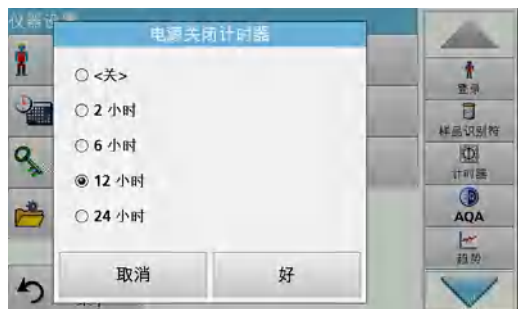 仪器设
电源关闭计时器
<关>
2 小时
6 小时
12 小时
24 小时
取消
好
登录
样品识别符
计时器
AQA
趋势